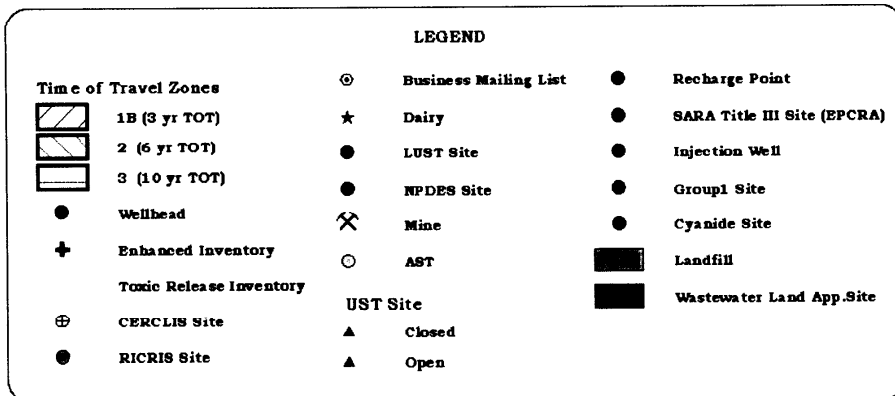 LEGEND
Time of Travel Zones
1B (3 yr TOT)
2 (6 yr TOT)
3 (10 yr TOT)
Wellhead
Enhanced Inventory
Toxic Release Inventory
CERCLIS Site
RICRIS Site
Business Mailing List
Dairy
LUST Site
NPDES Site
Mine
AST
UST Site
Closed
Open
Recharge Point
SARA Title III Site (EPCRA)
Injection Well
Group1 Site
Cyanide Site
Landfill
Wastewater Land App.Site